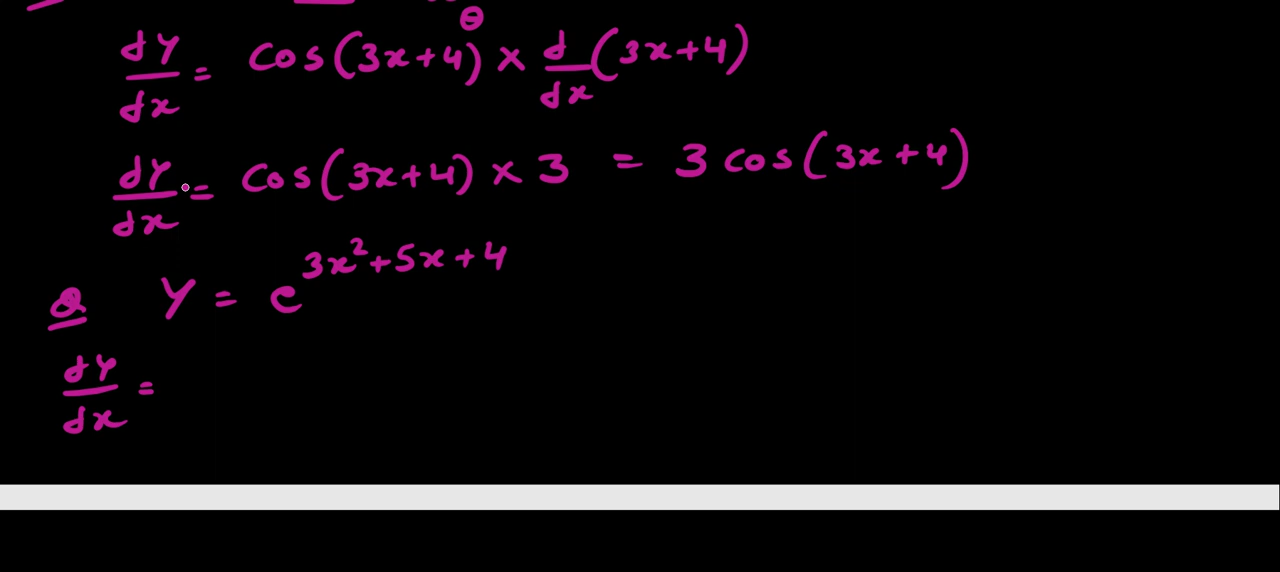 θ
dy/dx = cos(3x+4) × d/dx(3x+4)
dy/dx = cos(3x+4) × 3 = 3 cos(3x+4)
Q y = e^{3x²+5x+4}
dy/dx =